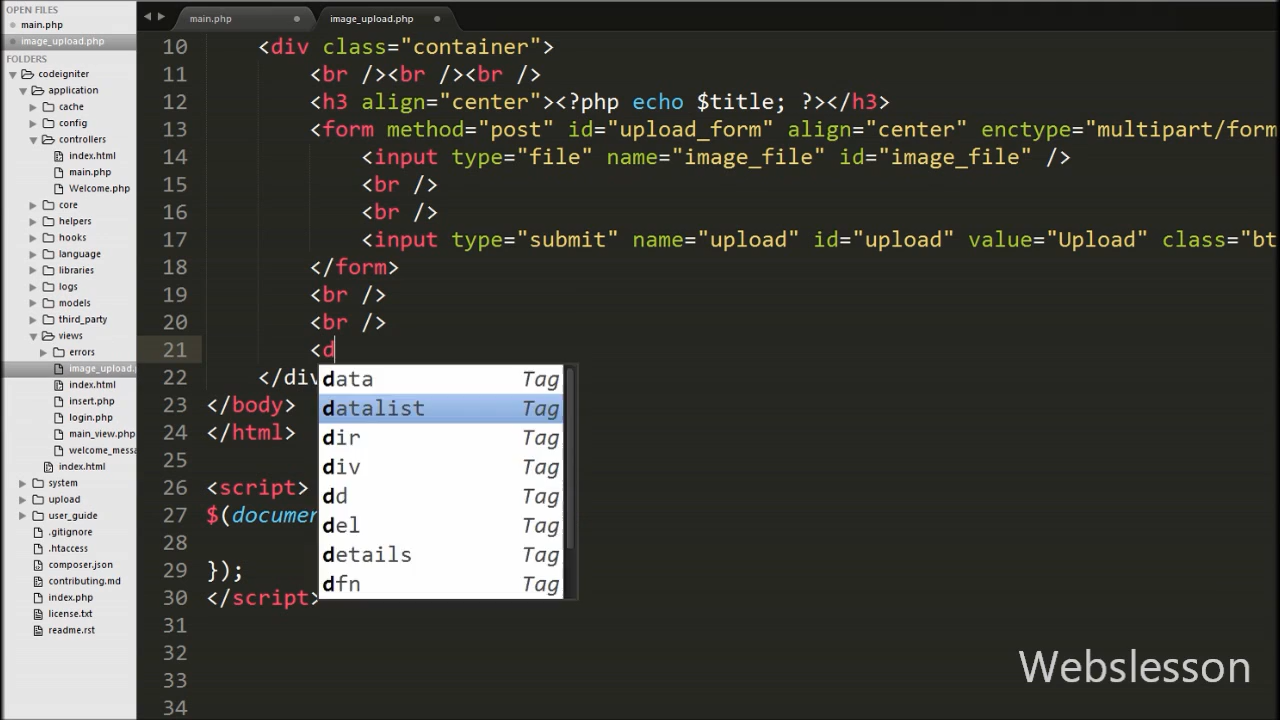 OPEN FILES
main.php
image_upload.php
FOLDERS
codeigniter
application
cache
config
controllers
index.html
main.php
Welcome.php
core
helpers
hooks
language
libraries
logs
models
third_party
views
errors
image_upload.
index.html
insert.php
login.php
main_view.php
welcome_messa
index.html
system
upload
user_guide
.gitignore
.htaccess
composer.json
contributing.md
index.php
license.txt
readme.rst
main.php
image_upload.php
10 <div class="container">
11 <br /><br /><br />
12 <h3 align="center"><?php echo $title; ?></h3>
13 <form method="post" id="upload_form" align="center" enctype="multipart/form
14 <input type="file" name="image_file" id="image_file" />
15 <br />
16 <br />
17 <input type="submit" name="upload" id="upload" value="Upload" class="bt
18 </form>
19 <br />
20 <br />
21 <d
22 </div
23 </body>
24 </html>
25
26 <script>
27 $(documen
28
29 });
30 </script>
31
32
33
34
data Tag
datalist Tag
dir Tag
div Tag
dd Tag
del Tag
details Tag
dfn Tag
Webslesson